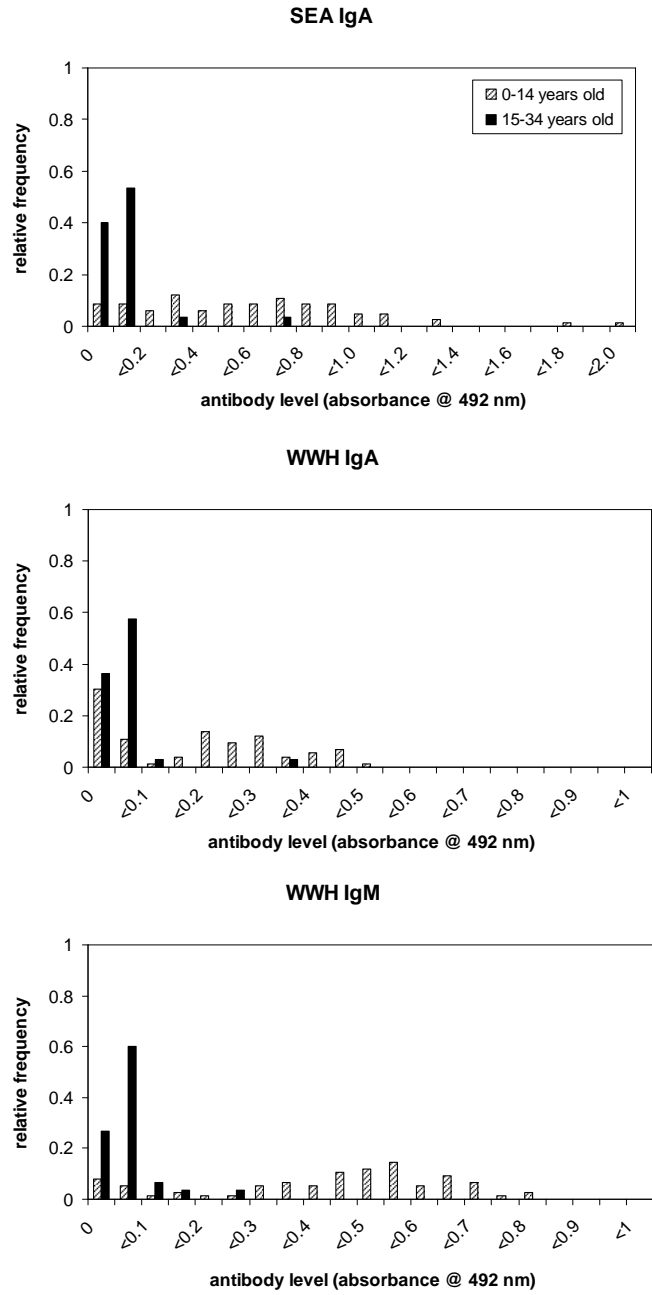 SEA IgA
1
0.8
0.6
0.4
0.2
0
relative frequency
0-14 years old
15-34 years old
0 <0.2 <0.4 <0.6 <0.8 <1.0 <1.2 <1.4 <1.6 <1.8 <2.0
antibody level (absorbance @ 492 nm)
WWH IgA
1
0.8
0.6
0.4
0.2
0
relative frequency
0 <0.1 <0.2 <0.3 <0.4 <0.5 <0.6 <0.7 <0.8 <0.9 <1
antibody level (absorbance @ 492 nm)
WWH IgM
1
0.8
0.6
0.4
0.2
0
relative frequency
0 <0.1 <0.2 <0.3 <0.4 <0.5 <0.6 <0.7 <0.8 <0.9 <1
antibody level (absorbance @ 492 nm)